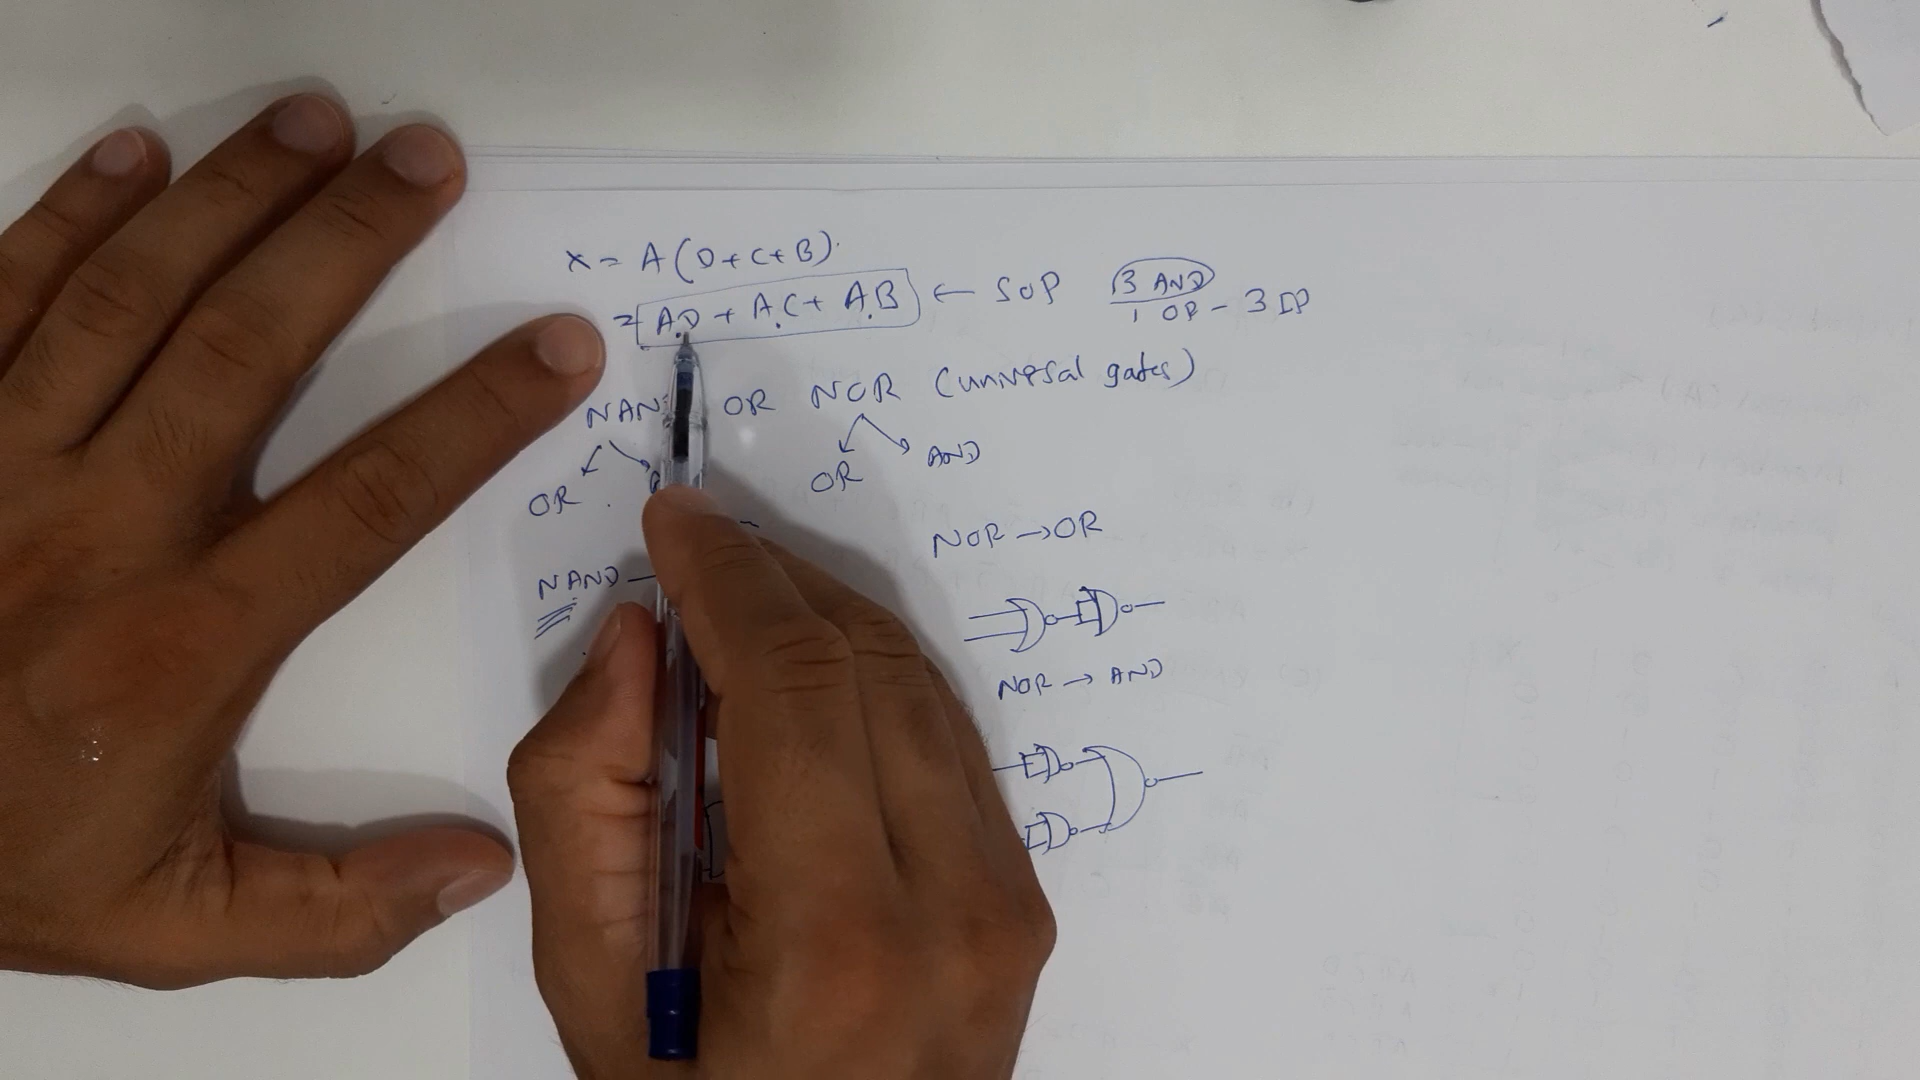 X = A(D+C+B).
= A.D + A.C + A.B ← SOP 3 AND
1 OR - 3 IP
OR NOR (universal gates)
OR AND
OR
NOR → OR
NAND
NOR → AND